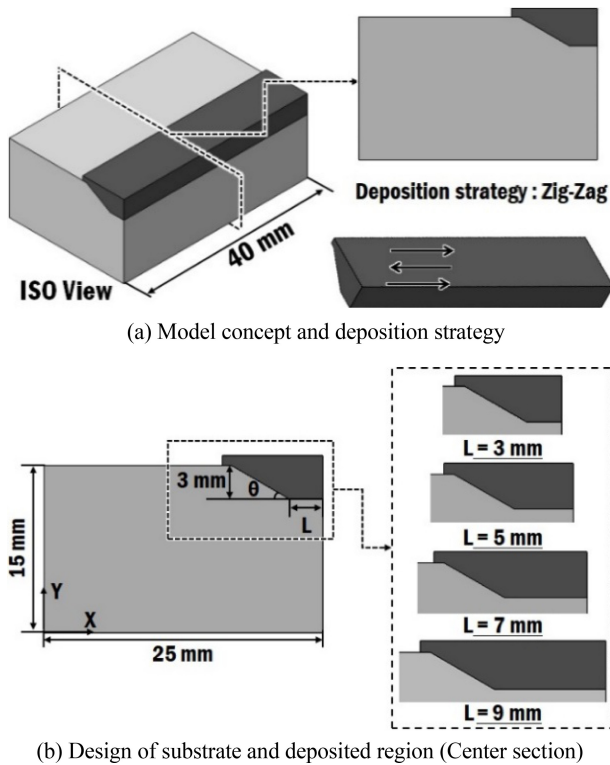 40 mm
ISO View
Deposition strategy : Zig-Zag
(a) Model concept and deposition strategy
3 mm
θ
L
15 mm
Y
X
25 mm
L = 3 mm
L = 5 mm
L = 7 mm
L = 9 mm
(b) Design of substrate and deposited region (Center section)